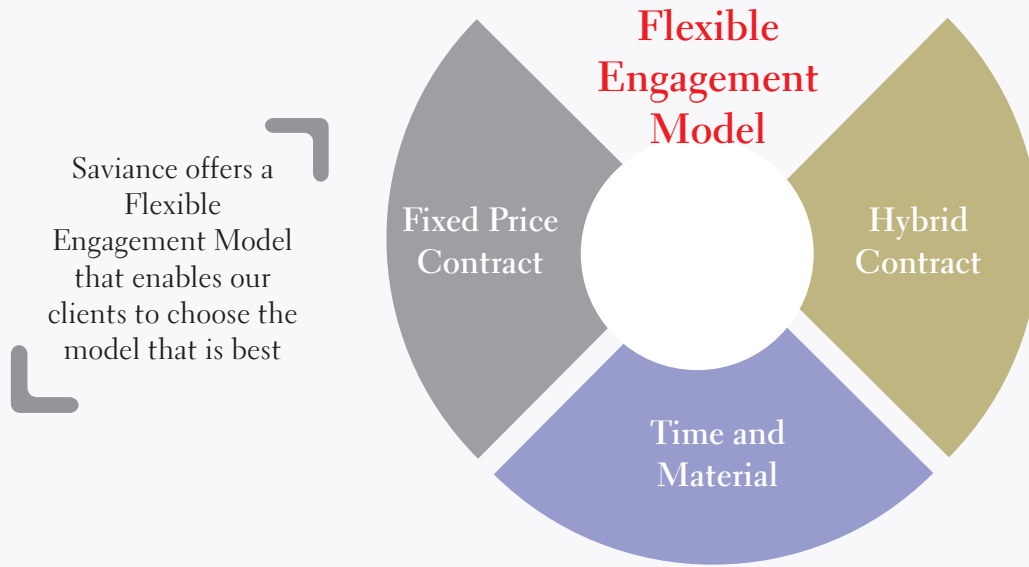 Saviance offers a
Flexible
Engagement Model
that enables our
clients to choose the
model that is best
Flexible
Engagement
Model
Fixed Price
Contract
Hybrid
Contract
Time and
Material